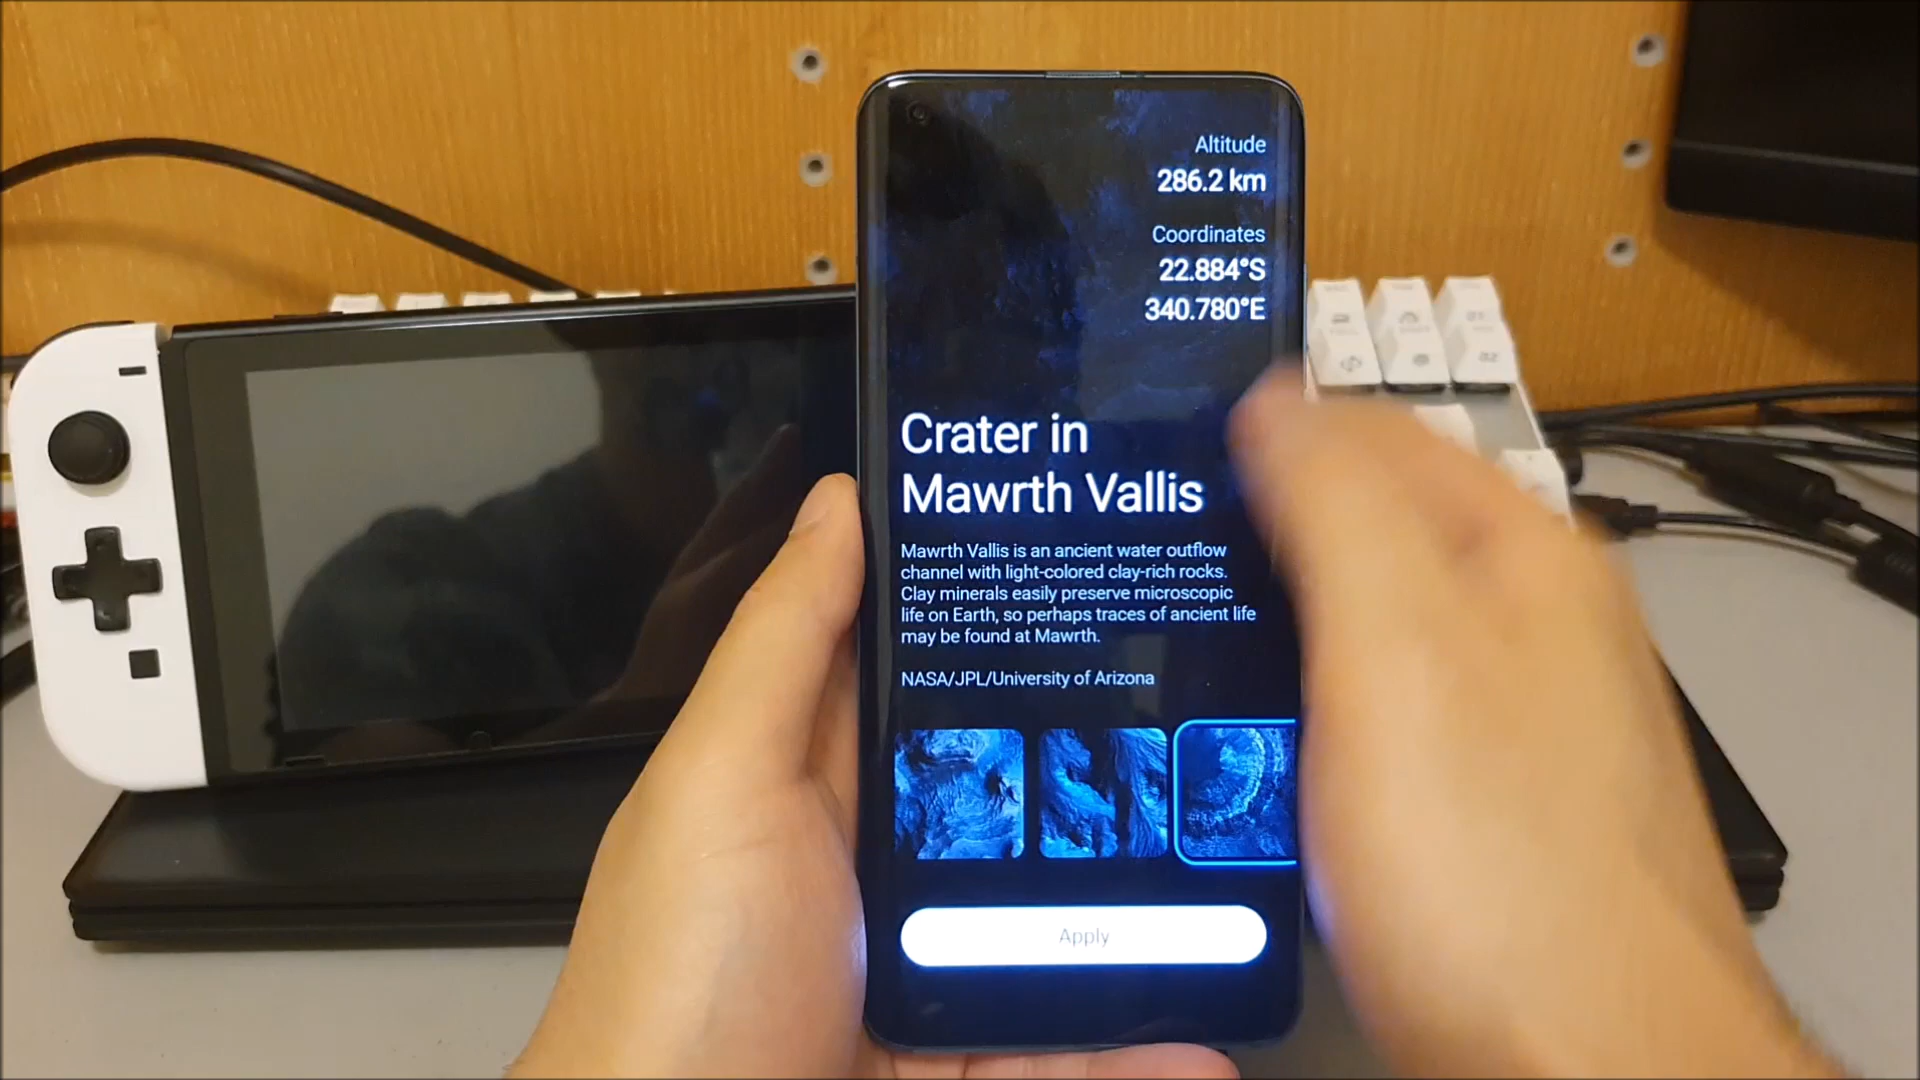 Altitude
286.2 km
Coordinates
22.884°S
340.780°E
Crater in
Mawrth Vallis
Mawrth Vallis is an ancient water outflow
channel with light-colored clay-rich rocks.
Clay minerals easily preserve microscopic
life on Earth, so perhaps traces of ancient life
may be found at Mawrth.
NASA/JPL/University of Arizona
Apply